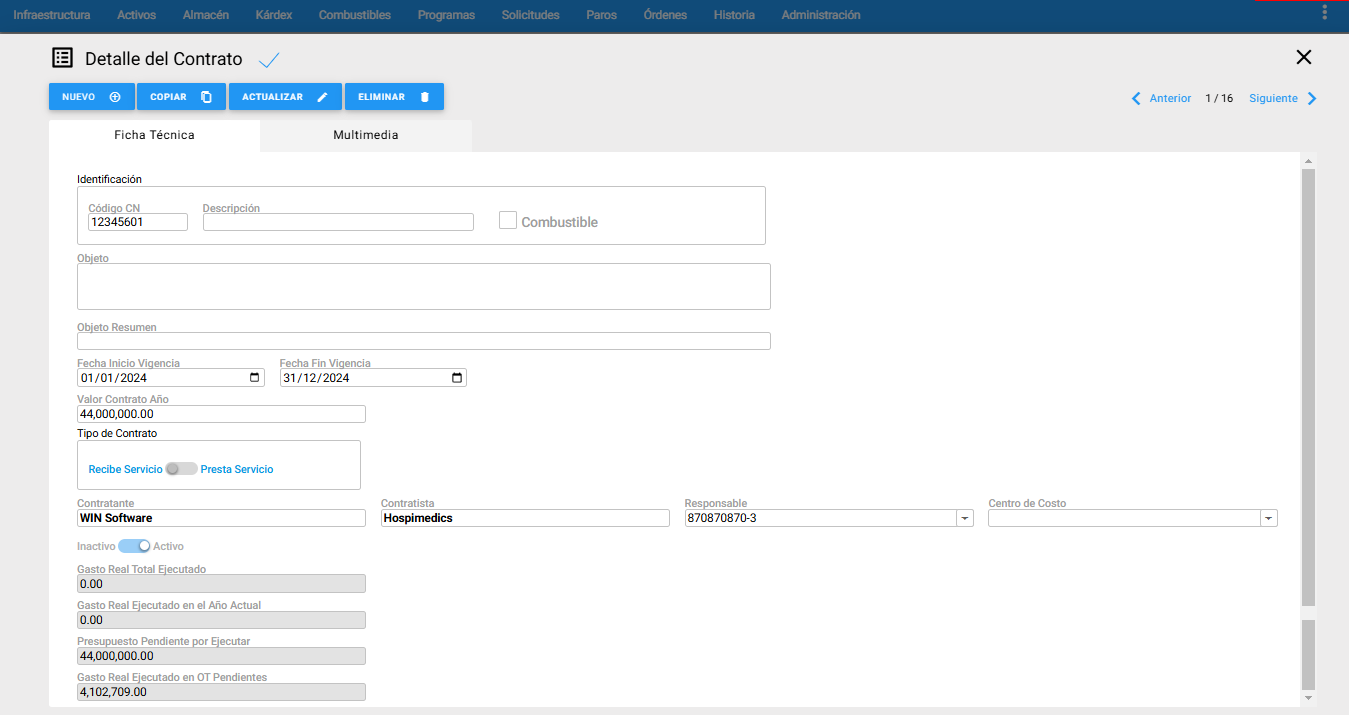 Infraestructura Activos Almacén Kárdex Combustibles Programas Solicitudes Paros Órdenes Historia Administración
Detalle del Contrato
NUEVO COPIAR ACTUALIZAR ELIMINAR
Anterior 1 / 16 Siguiente
Ficha Técnica Multimedia
Identificación
Código CN Descripción
12345601 Combustible
Objeto
Objeto Resumen
Fecha Inicio Vigencia Fecha Fin Vigencia
01/01/2024 31/12/2024
Valor Contrato Año
44,000,000.00
Tipo de Contrato
Recibe Servicio Presta Servicio
Contratante Contratista Responsable Centro de Costo
WIN Software Hospimedics 870870870-3
Inactivo Activo
Gasto Real Total Ejecutado
0.00
Gasto Real Ejecutado en el Año Actual
0.00
Presupuesto Pendiente por Ejecutar
44,000,000.00
Gasto Real Ejecutado en OT Pendientes
4,102,709.00